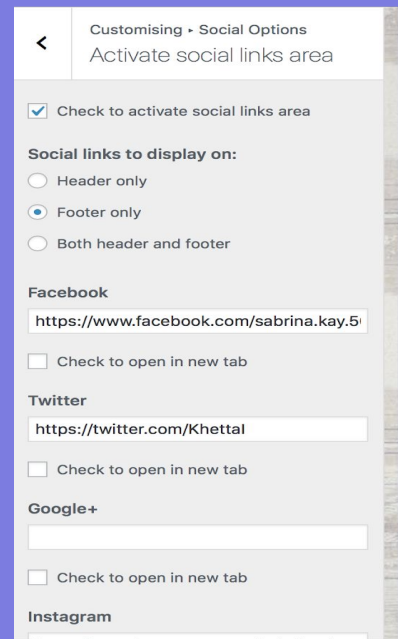 Customising ▸ Social Options
Activate social links area
Check to activate social links area
Social links to display on:
Header only
Footer only
Both header and footer
Facebook
https://www.facebook.com/sabrina.kay.5
Check to open in new tab
Twitter
https://twitter.com/Khettal
Check to open in new tab
Google+
Check to open in new tab
Instagram